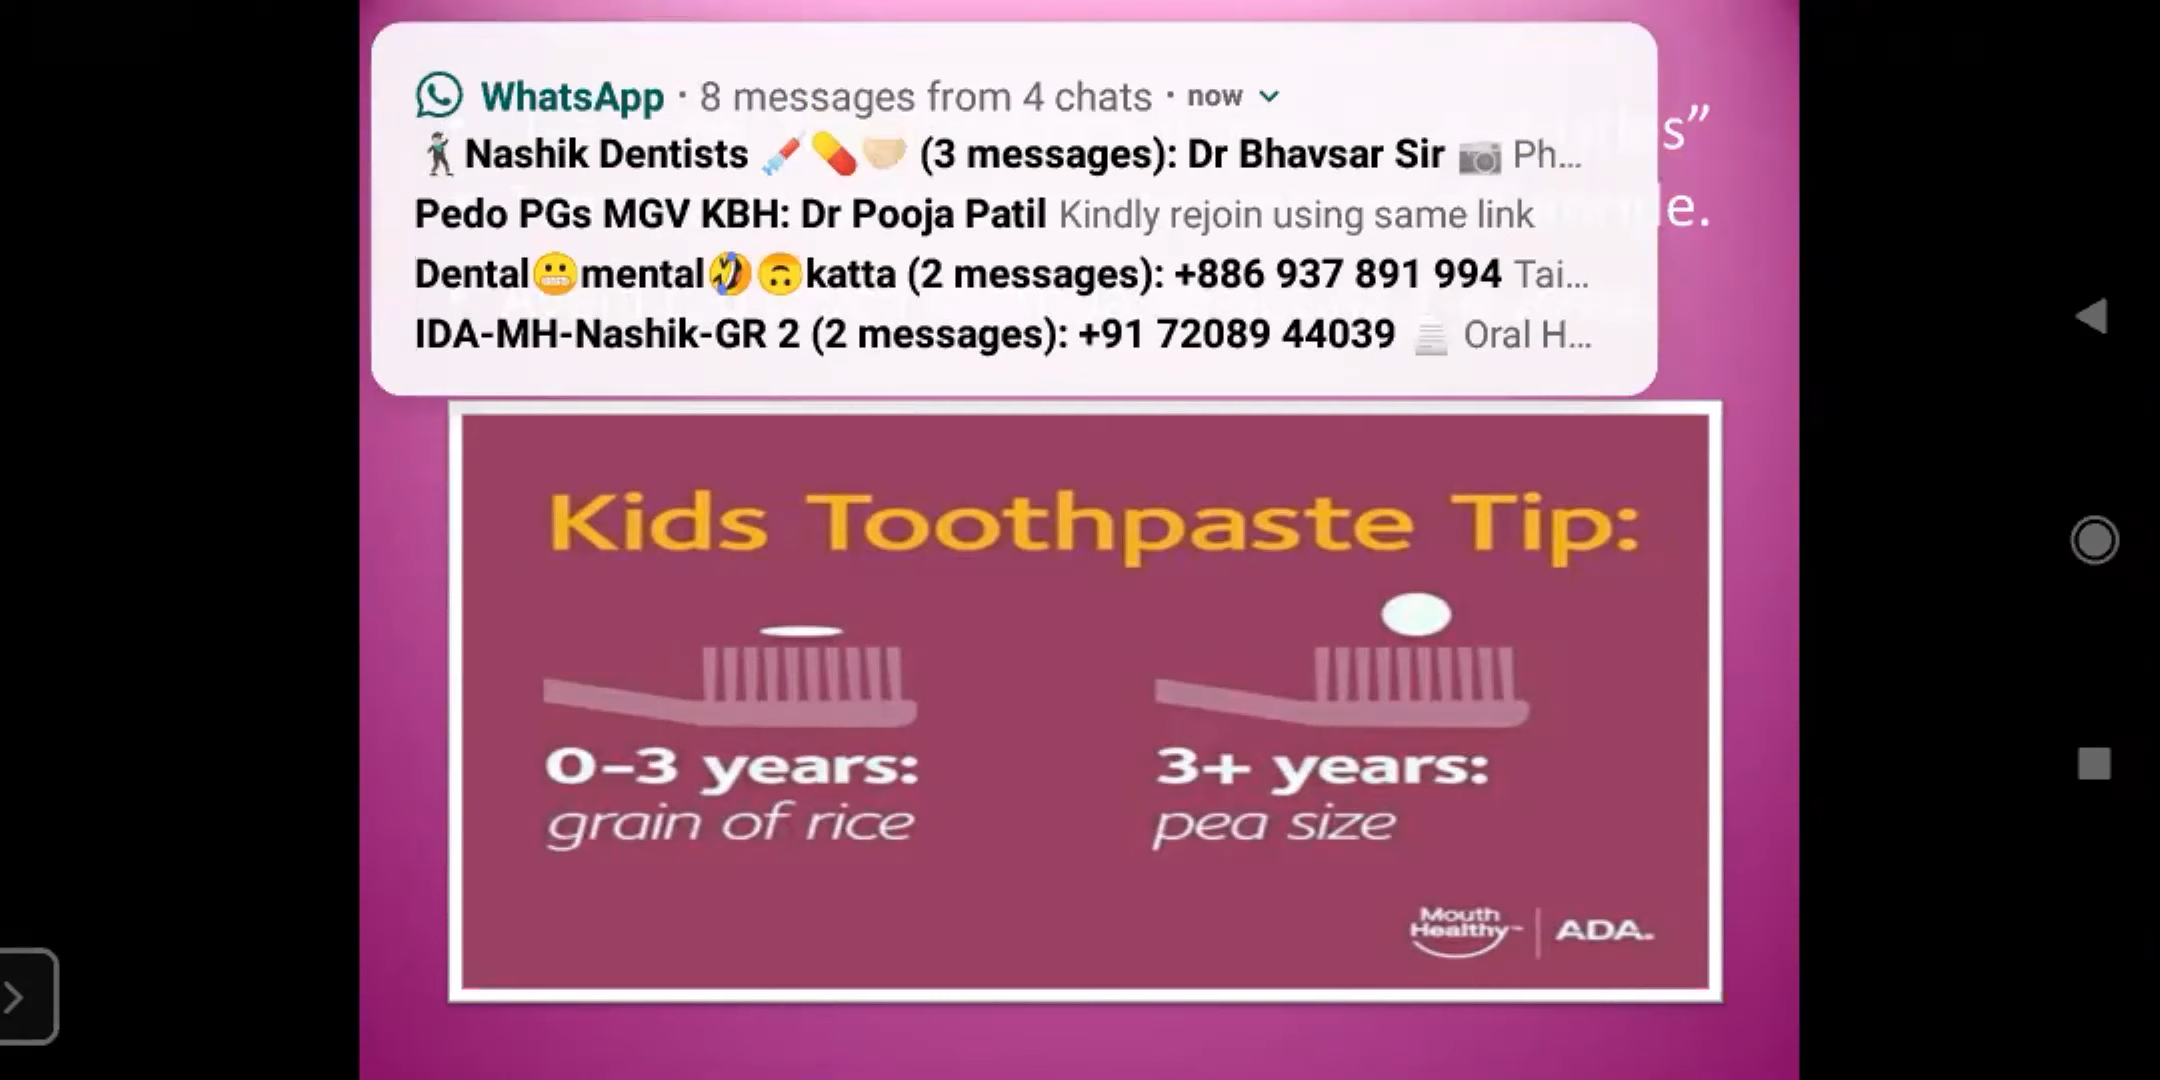 WhatsApp · 8 messages from 4 chats · now
Nashik Dentists 💉💊🤝🏻 (3 messages): Dr Bhavsar Sir 📷 Ph...
s”
Pedo PGs MGV KBH: Dr Pooja Patil Kindly rejoin using same link
e.
Dental😬mental🤣🙃katta (2 messages): +886 937 891 994 Tai...
IDA-MH-Nashik-GR 2 (2 messages): +91 72089 44039 📄 Oral H...
Kids Toothpaste Tip:
0–3 years:
grain of rice
3+ years:
pea size
Mouth
Healthy™ | ADA.